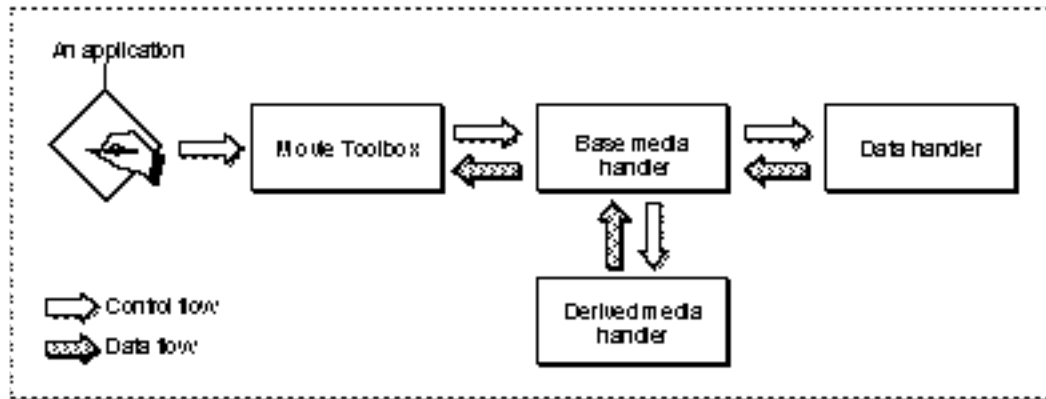 An application
Movie Toolbox
Base media
handler
Data handler
Derived media
handler
Control flow
Data flow